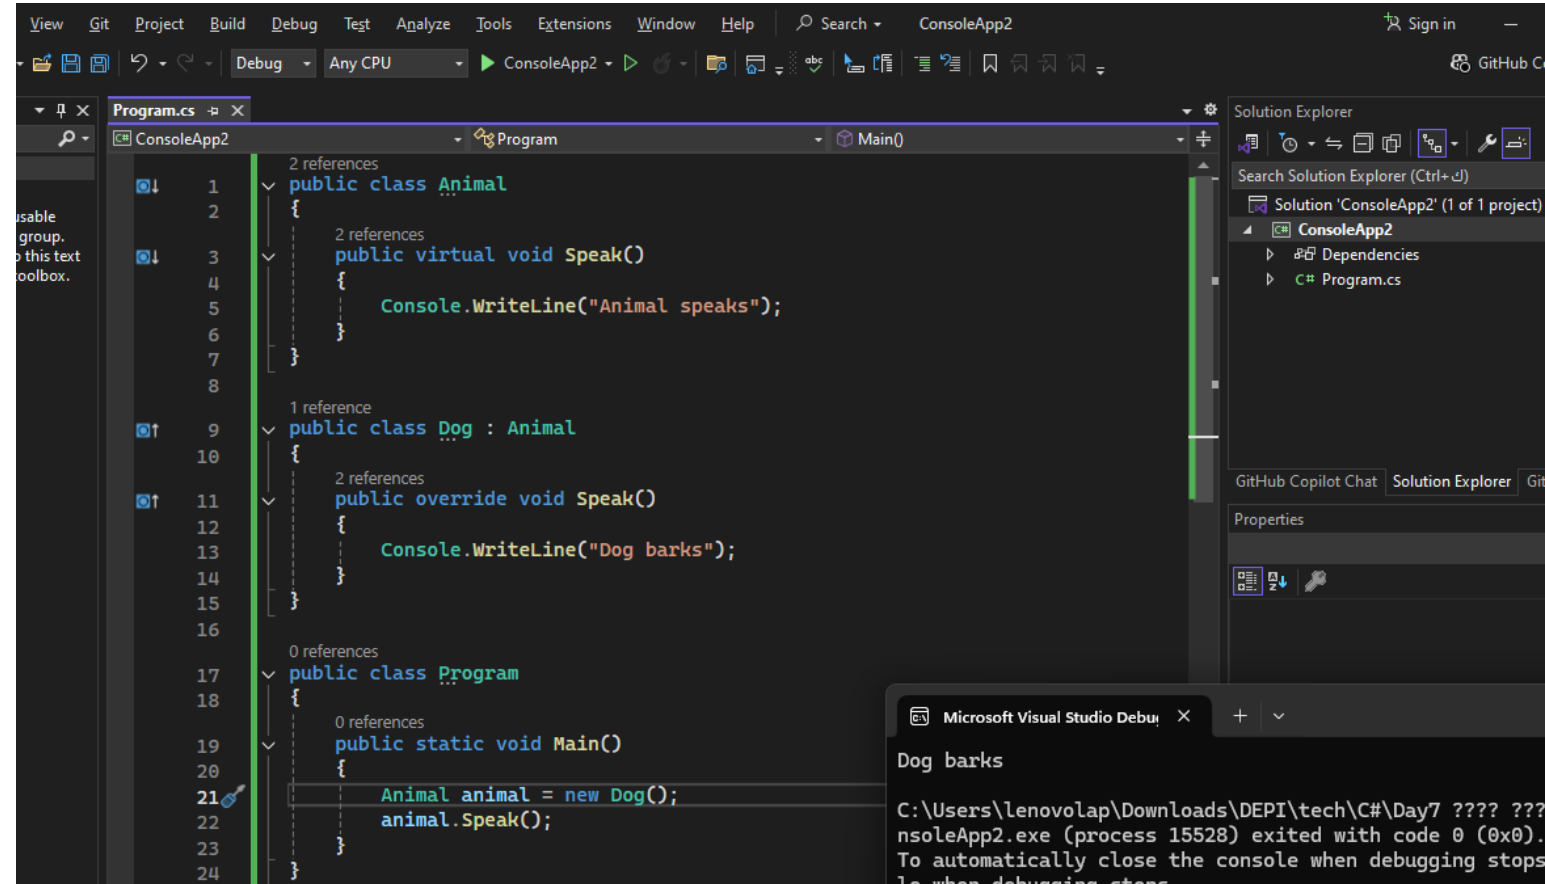 View Git Project Build Debug Test Analyze Tools Extensions Window Help Search ConsoleApp2 Sign in
Debug Any CPU ConsoleApp2 abc GitHub
Program.cs
ConsoleApp2 Program Main()
usable
group.
this text
toolbox.
2 references
1 public class Animal
2 {
2 references
3 public virtual void Speak()
4 {
5 Console.WriteLine("Animal speaks");
6 }
7 }
8
1 reference
9 public class Dog : Animal
10 {
2 references
11 public override void Speak()
12 {
13 Console.WriteLine("Dog barks");
14 }
15 }
16
0 references
17 public class Program
18 {
0 references
19 public static void Main()
20 {
21 Animal animal = new Dog();
22 animal.Speak();
23 }
24 }
Solution Explorer
Search Solution Explorer (Ctrl+ك)
Solution 'ConsoleApp2' (1 of 1 project)
C# ConsoleApp2
Dependencies
C# Program.cs
GitHub Copilot Chat Solution Explorer Git
Properties
Microsoft Visual Studio Debug
Dog barks
C:\Users\lenovolap\Downloads\DEPI\tech\C#\Day7 ???? ???
nsoleApp2.exe (process 15528) exited with code 0 (0x0).
To automatically close the console when debugging stops
le when debugging stops